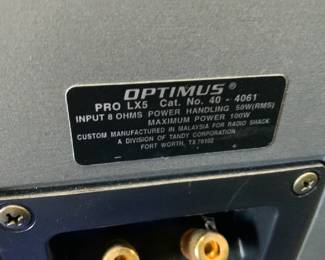 OPTIMUS®
PRO LX5 Cat. No. 40 - 4061
INPUT 8 OHMS POWER HANDLING 50W(RMS)
MAXIMUM POWER 100W
CUSTOM MANUFACTURED IN MALAYSIA FOR RADIO SHACK
A DIVISION OF TANDY CORPORATION
FORT WORTH, TX 76102